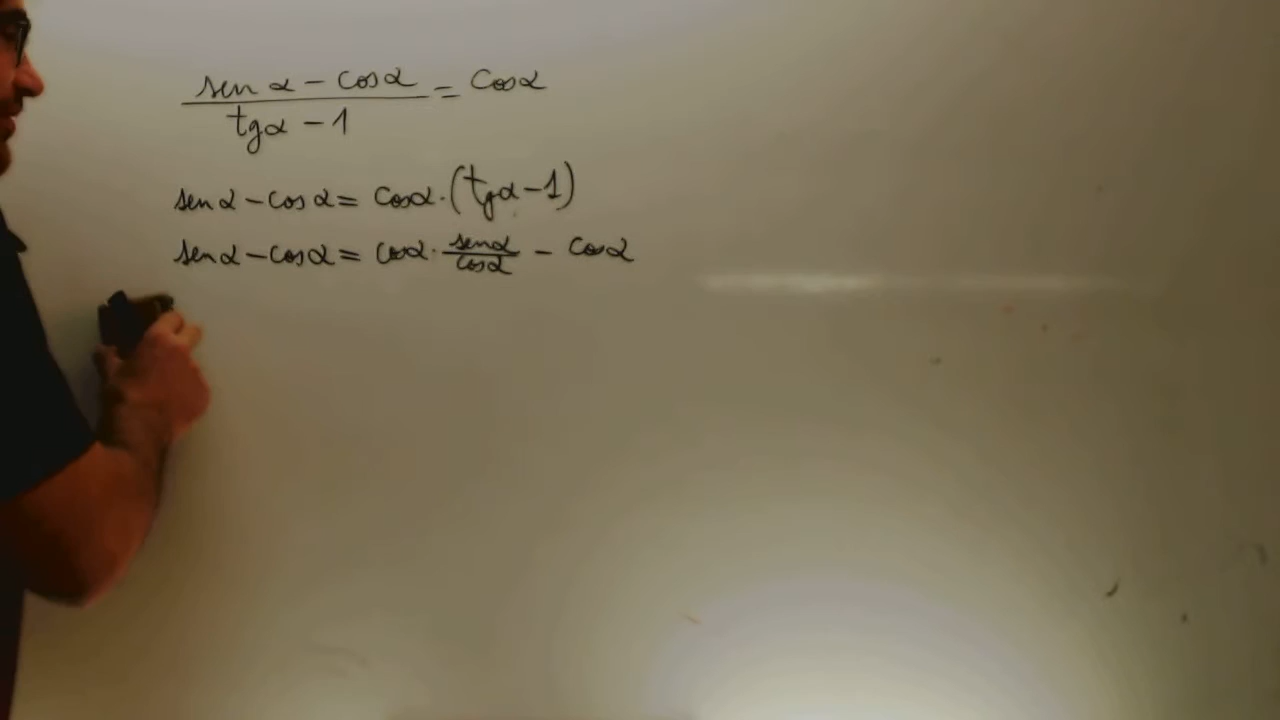 sen α - cos α / tg α - 1 = cos α
sen α - cos α = cos α · (tg α - 1)
sen α - cos α = cos α · sen α / cos α - cos α